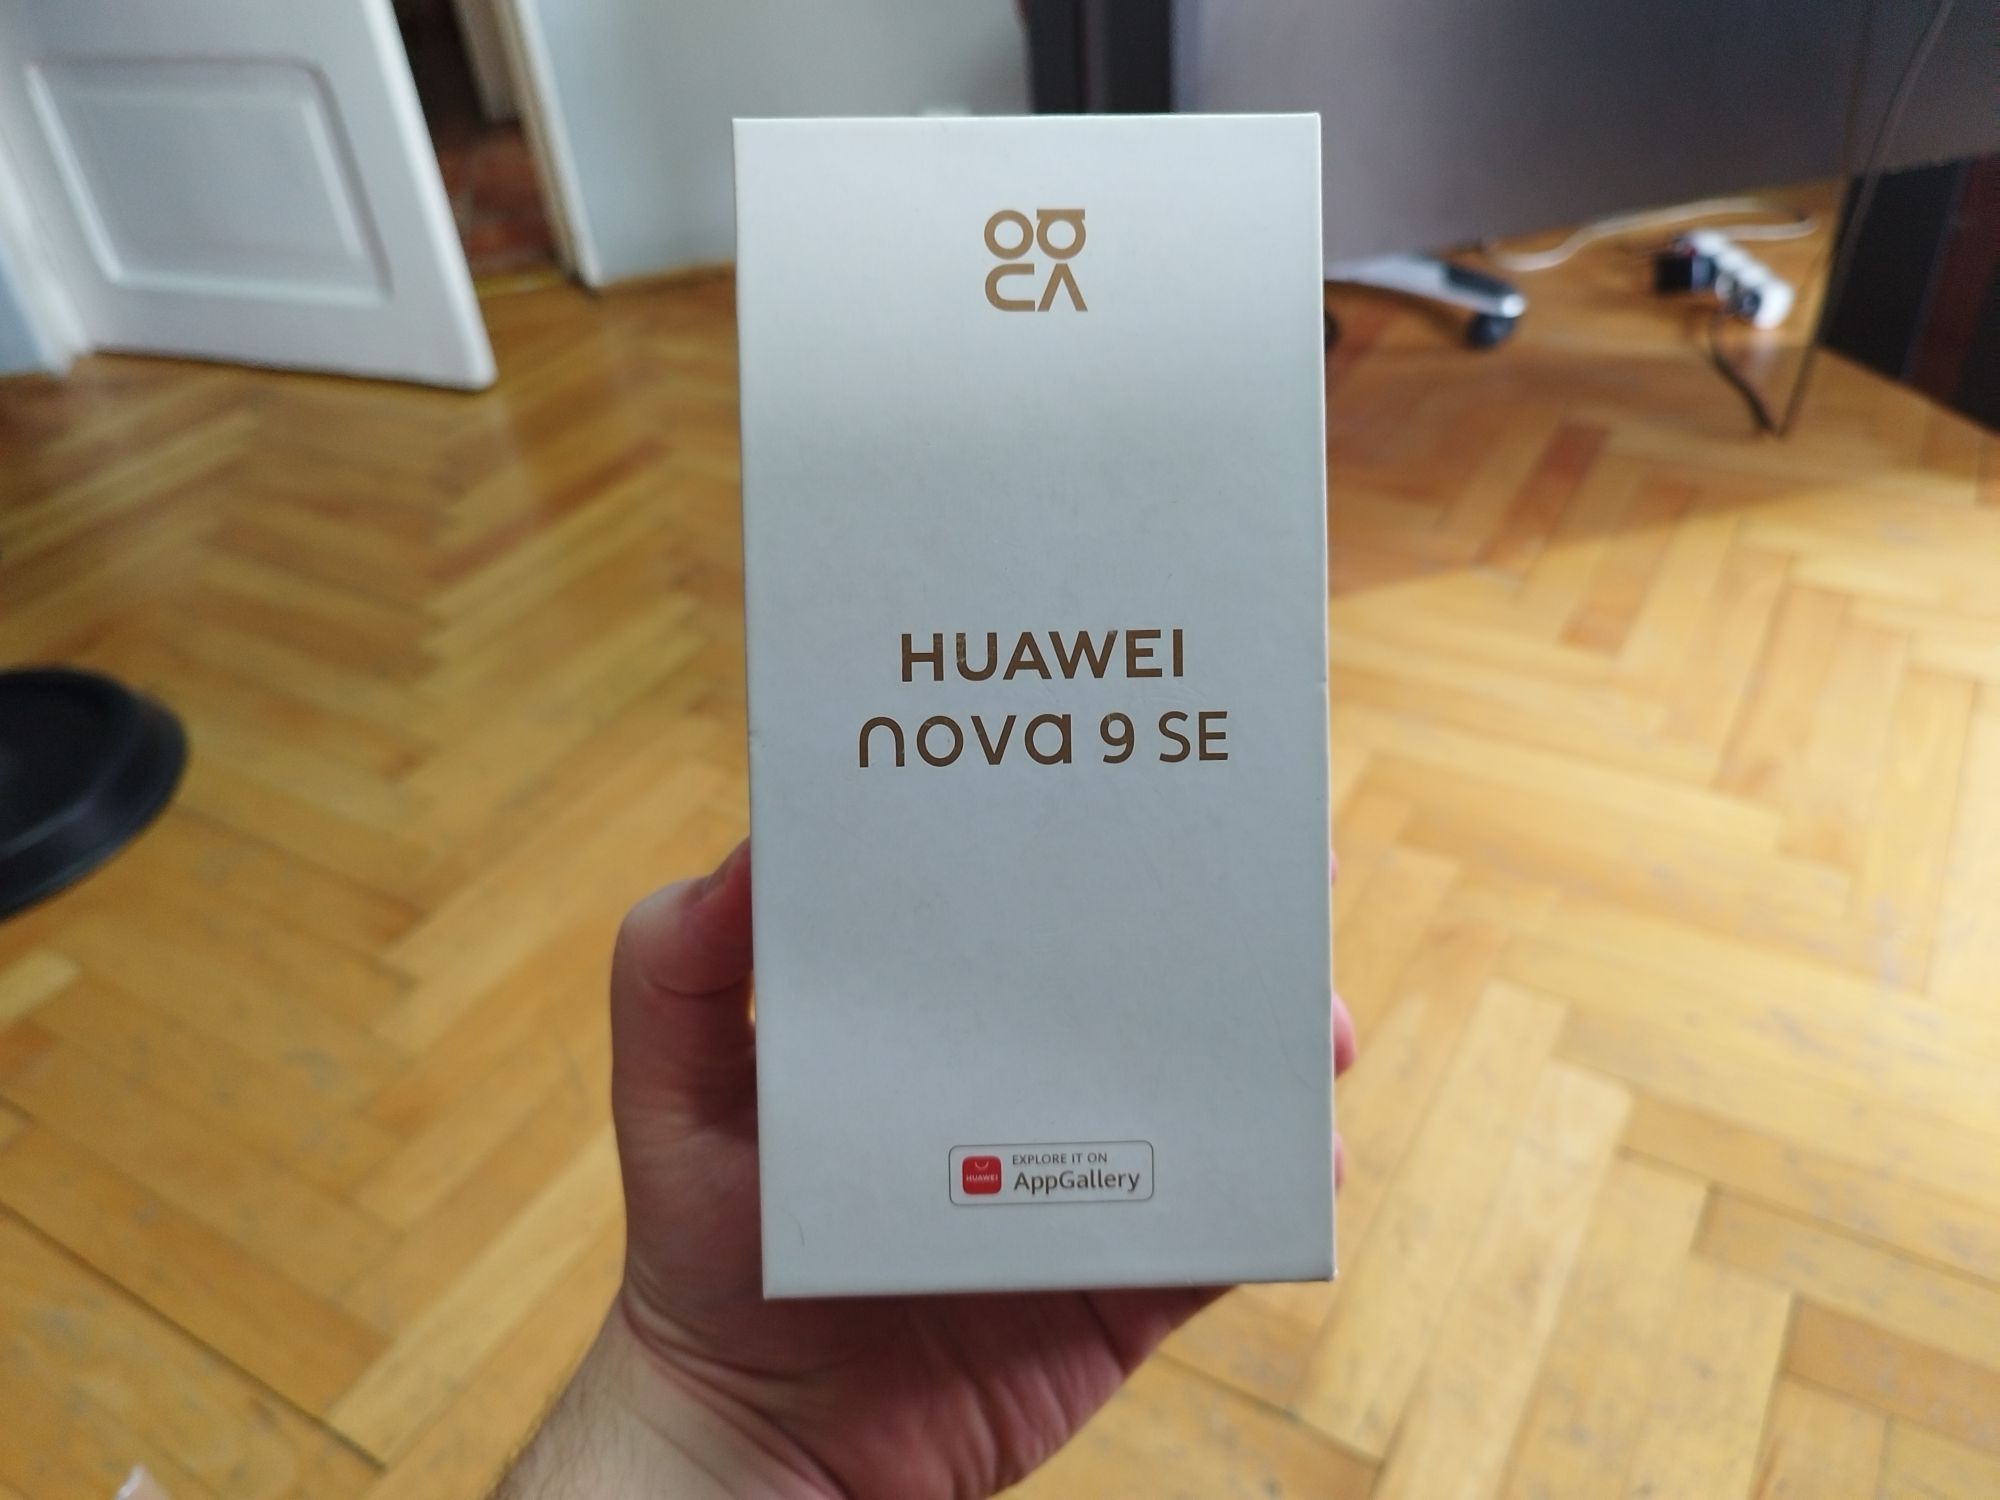 HUAWEI
nova 9 SE
HUAWEI
EXPLORE IT ON
AppGallery